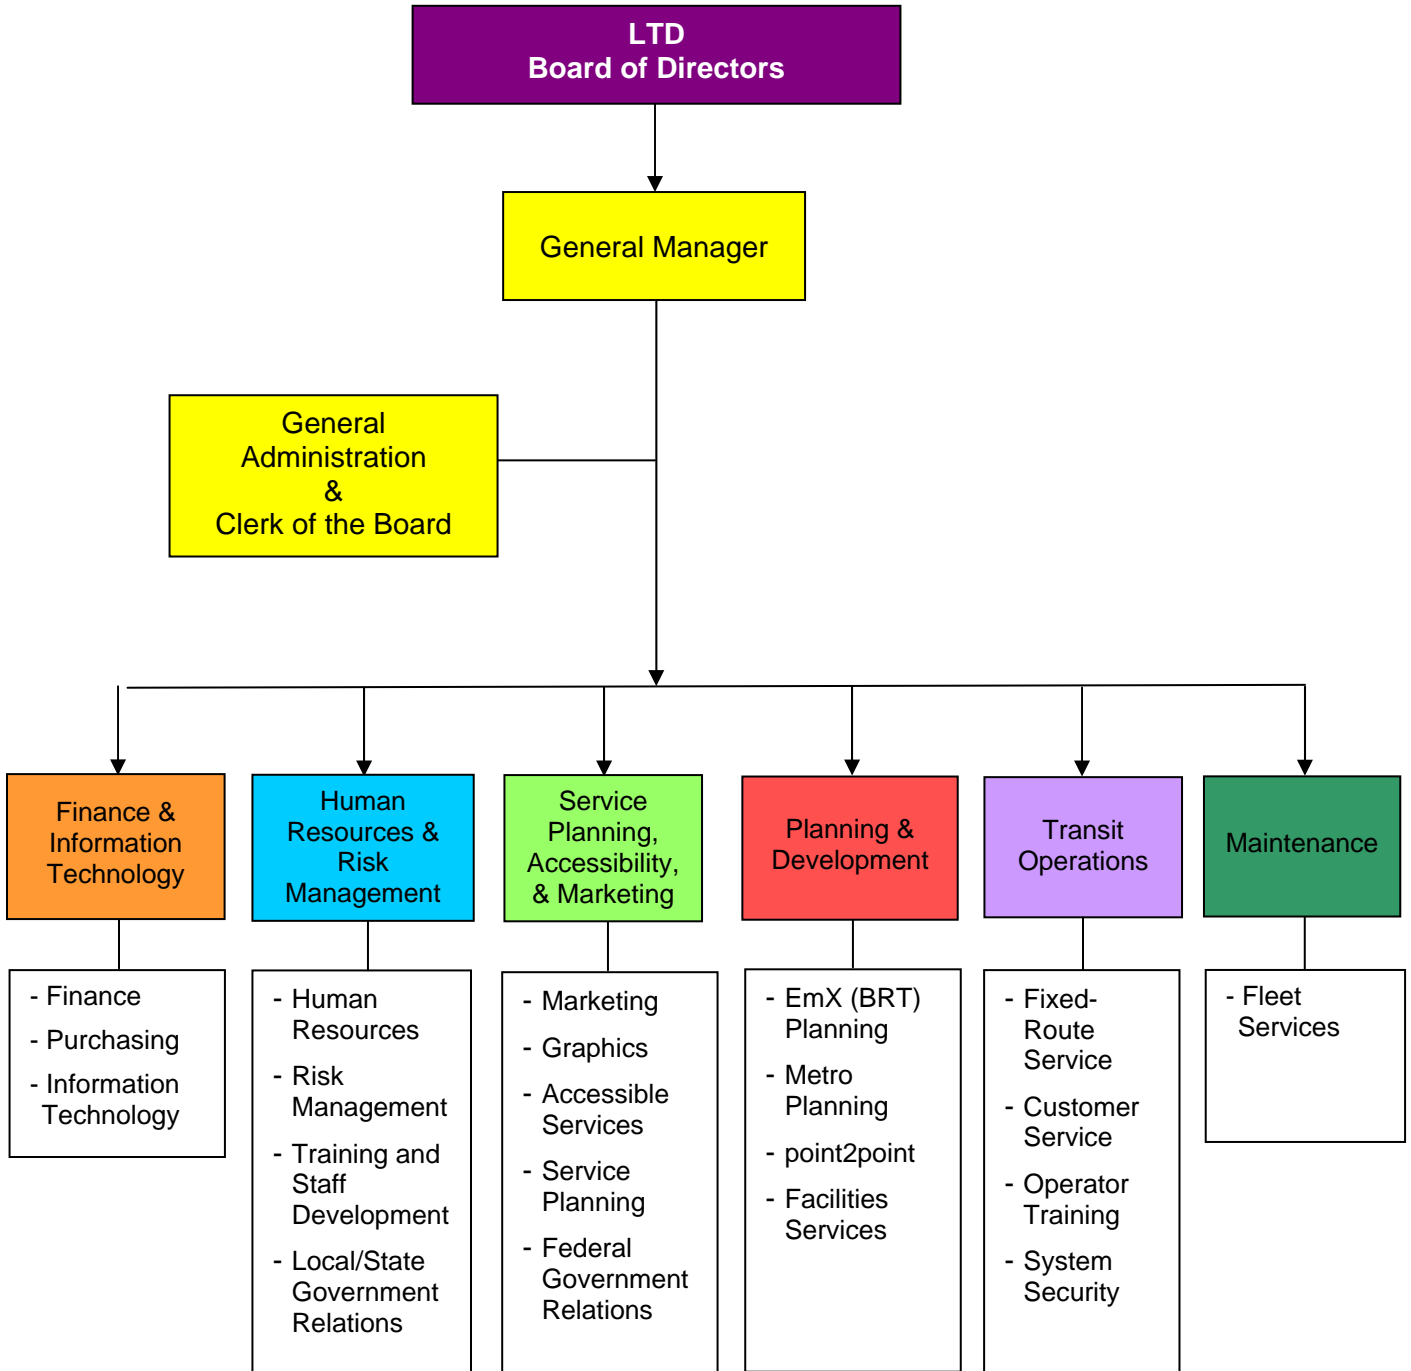 LTD
Board of Directors
General Manager
General
Administration
&
Clerk of the Board
Finance &
Information
Technology
Human
Resources &
Risk
Management
Service
Planning,
Accessibility,
& Marketing
Planning &
Development
Transit
Operations
Maintenance
- Finance
- Purchasing
- Information
Technology
- Human
Resources
- Risk
Management
- Training and
Staff
Development
- Local/State
Government
Relations
- Marketing
- Graphics
- Accessible
Services
- Service
Planning
- Federal
Government
Relations
- EmX (BRT)
Planning
- Metro
Planning
- point2point
- Facilities
Services
- Fixed-
Route
Service
- Customer
Service
- Operator
Training
- System
Security
- Fleet
Services